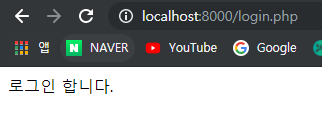 localhost:8000/login.php
앱 NAVER YouTube Google
로그인 합니다.